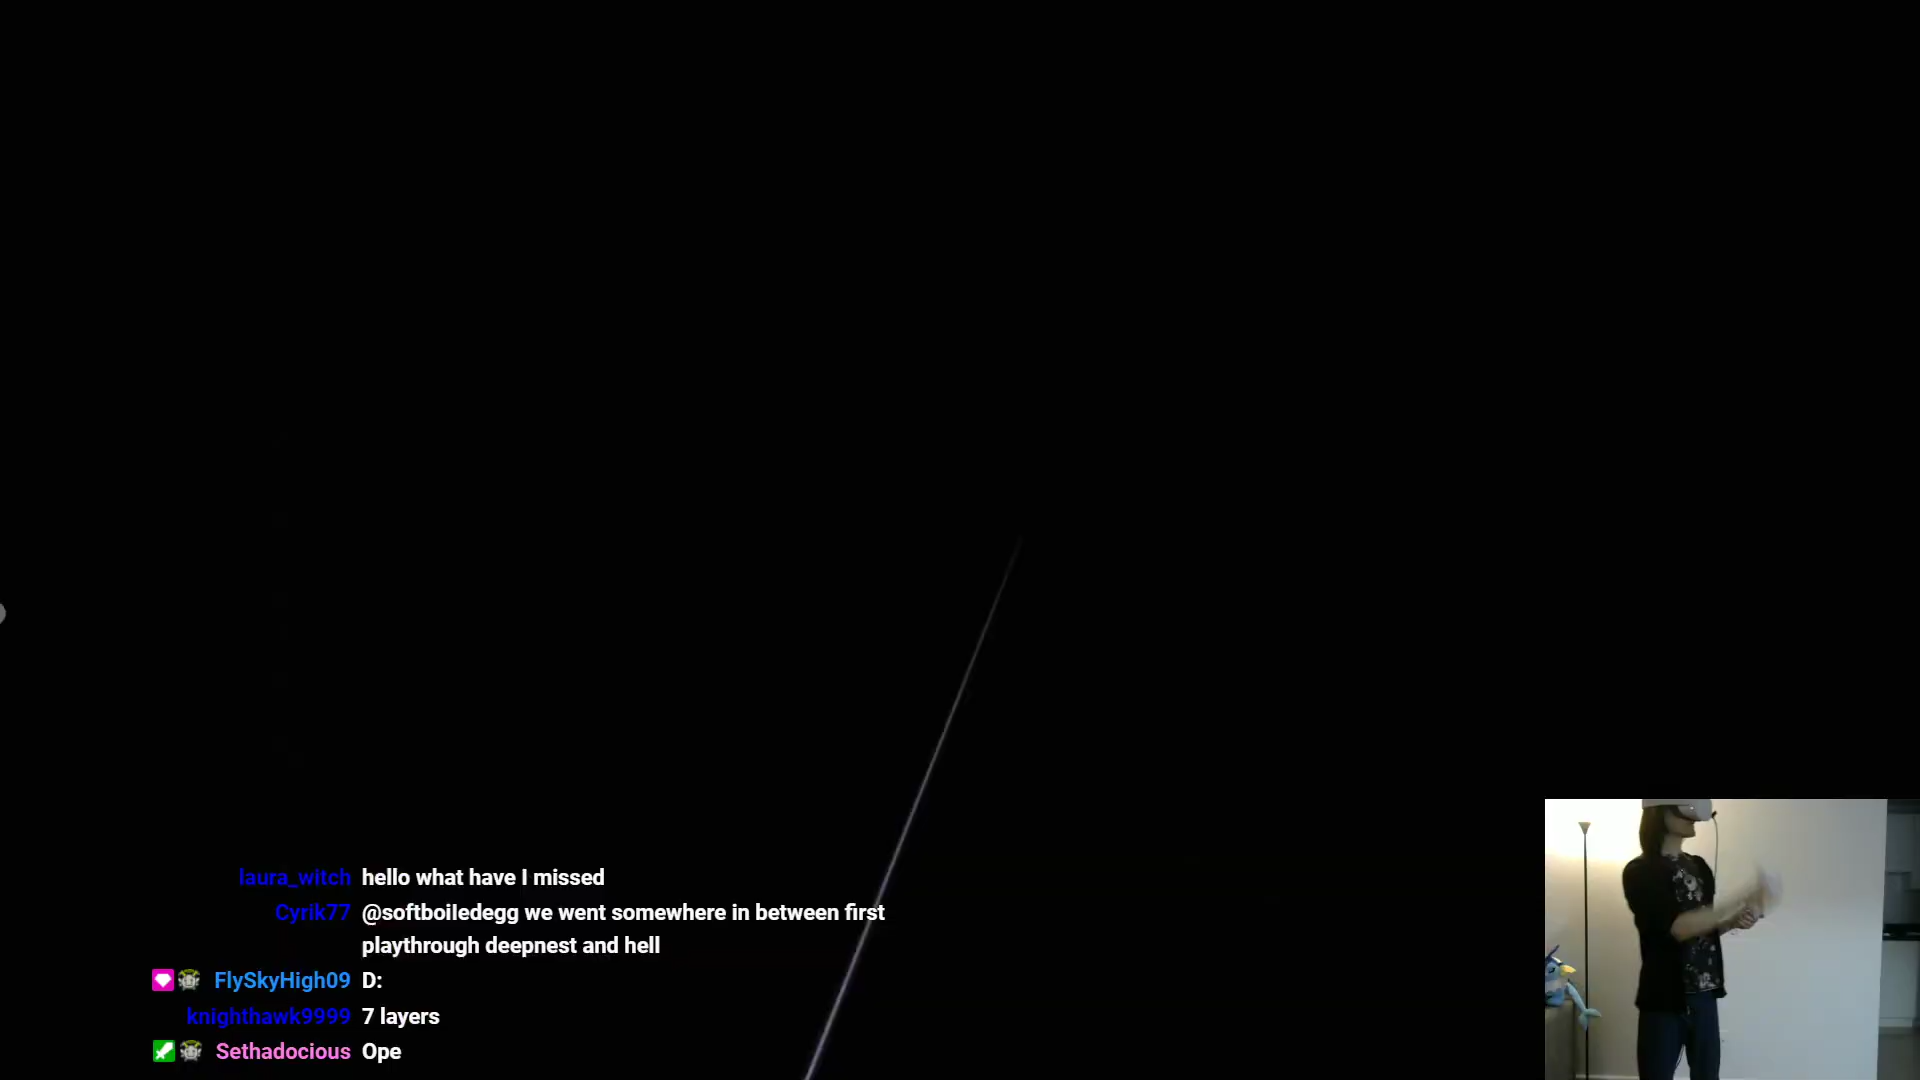 laura_witch hello what have I missed
Cyrik77 @softboiledegg we went somewhere in between first
playthrough deepnest and hell
FlySkyHigh09 D:
knighthawk9999 7 layers
Sethadocious Ope